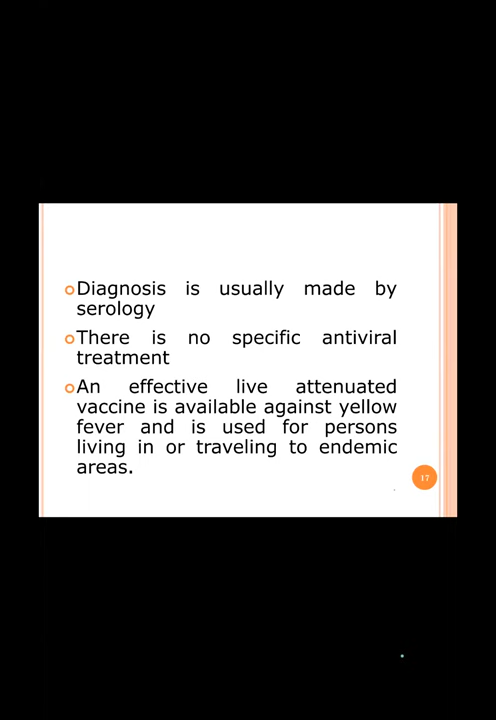 Diagnosis is usually made by
serology
There is no specific antiviral
treatment
An effective live attenuated
vaccine is available against yellow
fever and is used for persons
living in or traveling to endemic
areas.
17